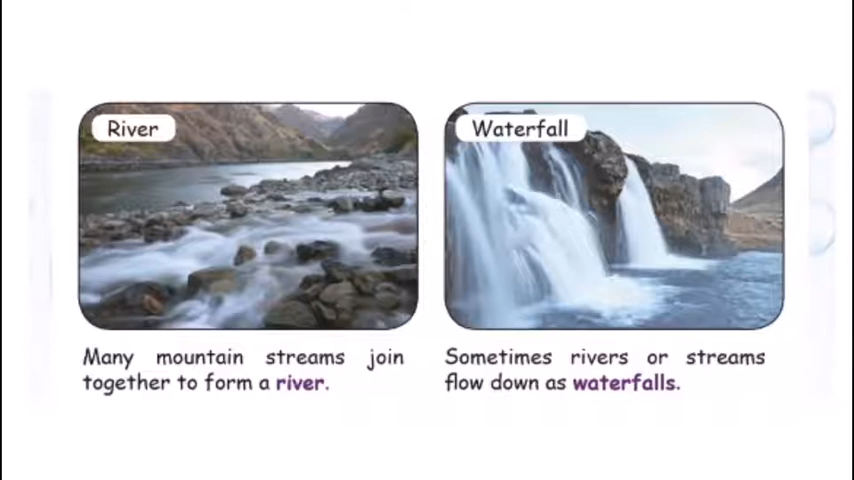 River
Waterfall
Many mountain streams join
together to form a river.
Sometimes rivers or streams
flow down as waterfalls.